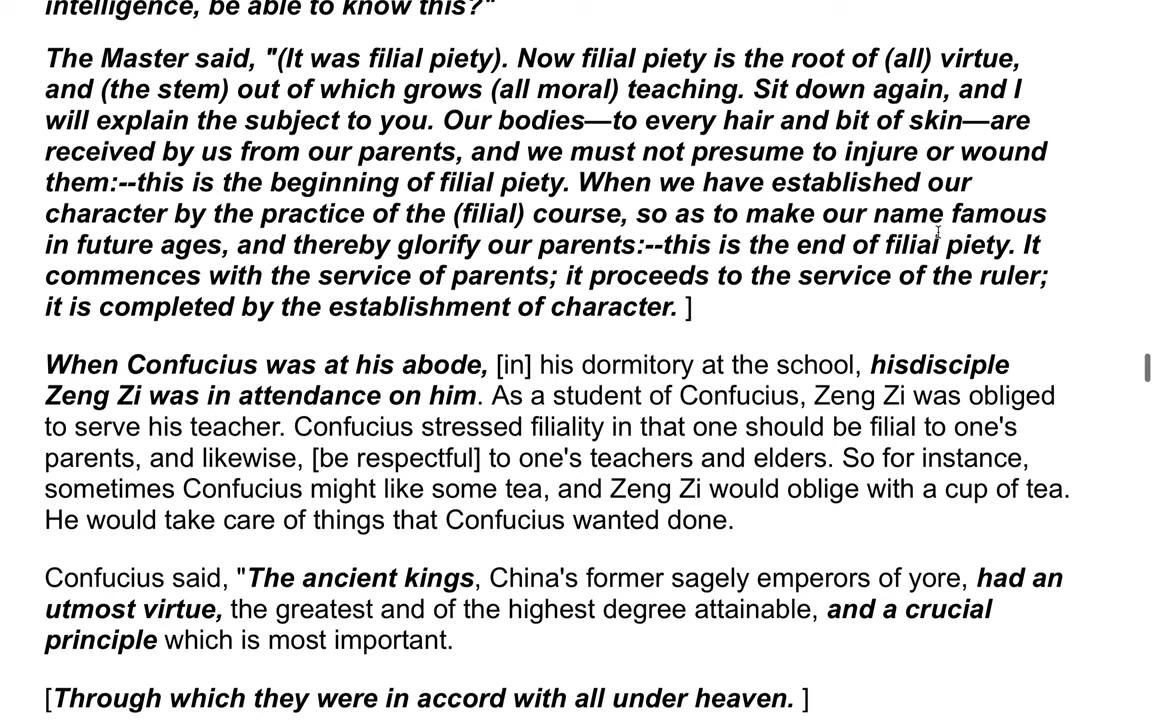 intelligence, be able to know this?"
The Master said, "(It was filial piety). Now filial piety is the root of (all) virtue,
and (the stem) out of which grows (all moral) teaching. Sit down again, and I
will explain the subject to you. Our bodies—to every hair and bit of skin—are
received by us from our parents, and we must not presume to injure or wound
them:--this is the beginning of filial piety. When we have established our
character by the practice of the (filial) course, so as to make our name famous
in future ages, and thereby glorify our parents:--this is the end of filial piety. It
commences with the service of parents; it proceeds to the service of the ruler;
it is completed by the establishment of character. ]
When Confucius was at his abode, [in] his dormitory at the school, hisdisciple
Zeng Zi was in attendance on him. As a student of Confucius, Zeng Zi was obliged
to serve his teacher. Confucius stressed filiality in that one should be filial to one's
parents, and likewise, [be respectful] to one's teachers and elders. So for instance,
sometimes Confucius might like some tea, and Zeng Zi would oblige with a cup of tea.
He would take care of things that Confucius wanted done.
Confucius said, "The ancient kings, China's former sagely emperors of yore, had an
utmost virtue, the greatest and of the highest degree attainable, and a crucial
principle which is most important.
[Through which they were in accord with all under heaven. ]